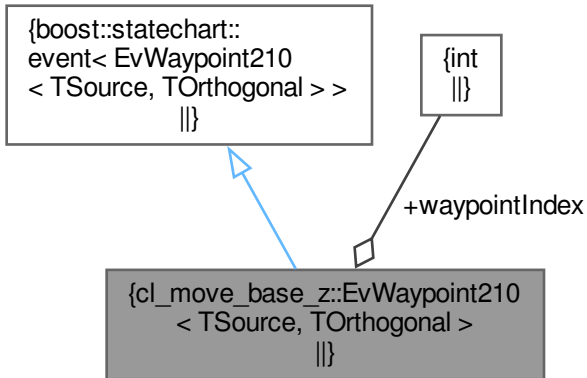 {boost::statechart::
event< EvWaypoint210
< TSource, TOrthogonal > >
||}
{int
||}
+waypointIndex
{cl_move_base_z::EvWaypoint210
< TSource, TOrthogonal >
||}